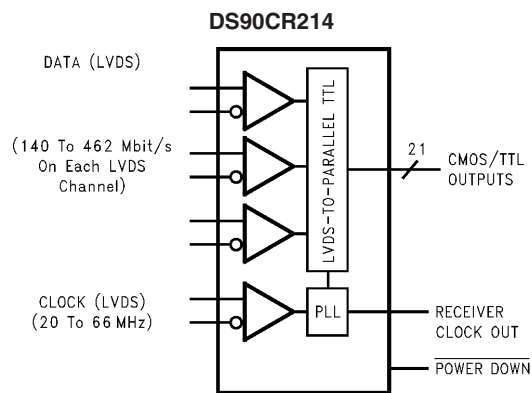 DS90CR214
DATA (LVDS)
(140 To 462 Mbit/s
On Each LVDS
Channel)
CLOCK (LVDS)
(20 To 66 MHz)
LVDS-TO-PARALLEL TTL
PLL
21
CMOS/TTL
OUTPUTS
RECEIVER
CLOCK OUT
POWER DOWN